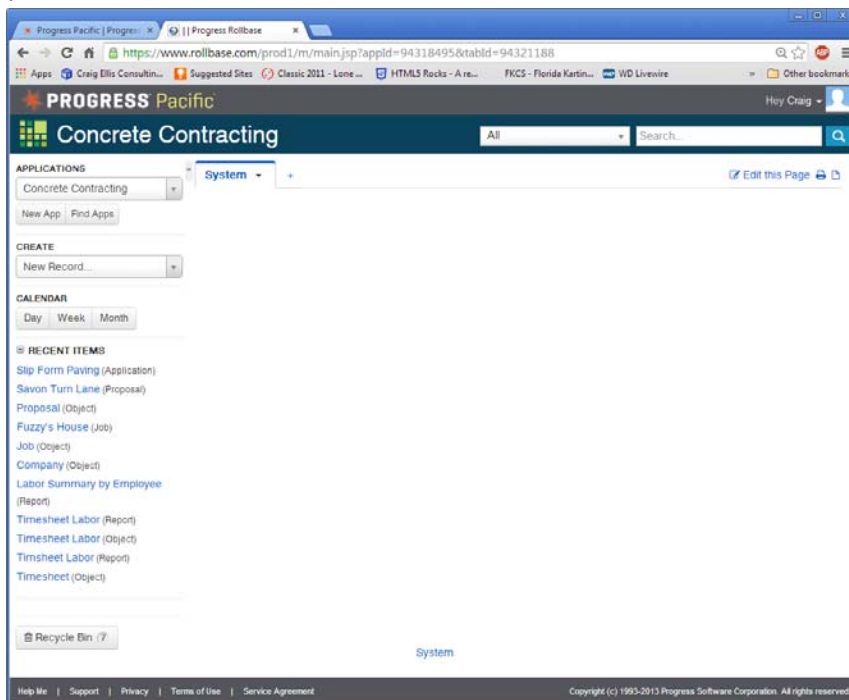 Progress Pacific | Progres
|| Progress Rollbase
https://www.rollbase.com/prod1/m/main.jsp?appId=94318495&tabId=94321188
Apps Craig Ellis Consultin... Suggested Sites Classic 2011 - Lone ... HTML5 Rocks - A re... FKCS - Florida Kartin... WD Livewire » Other bookmark
PROGRESS Pacific Hey Craig
Concrete Contracting All Search...
APPLICATIONS
Concrete Contracting
New App Find Apps
System + Edit this Page
CREATE
New Record...
CALENDAR
Day Week Month
RECENT ITEMS
Slip Form Paving (Application)
Savon Turn Lane (Proposal)
Proposal (Object)
Fuzzy's House (Job)
Job (Object)
Company (Object)
Labor Summary by Employee
(Report)
Timesheet Labor (Report)
Timesheet Labor (Object)
Timsheet Labor (Report)
Timesheet (Object)
Recycle Bin (7
System
Help Me | Support | Privacy | Terms of Use | Service Agreement Copyright (c) 1993-2013 Progress Software Corporation. All rights reserved